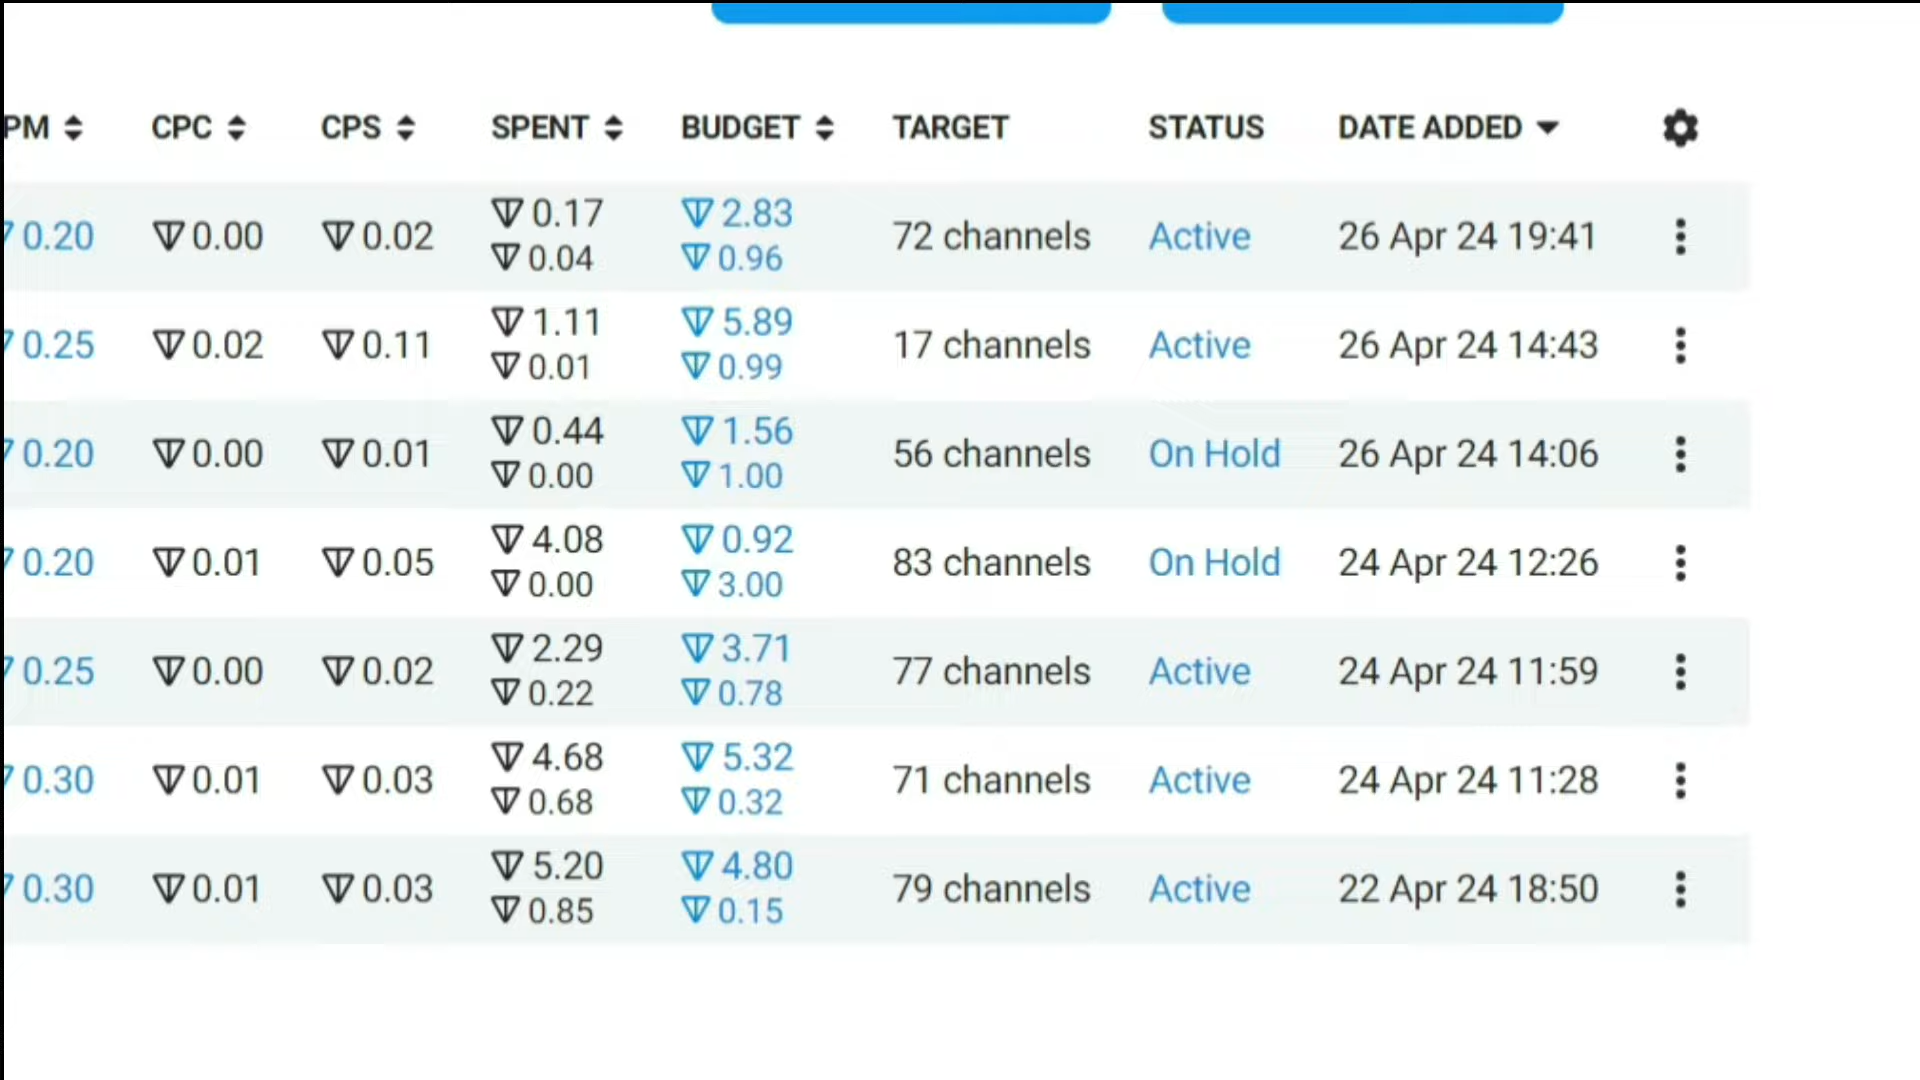 PM CPC CPS SPENT BUDGET TARGET STATUS DATE ADDED
0.20 0.00 0.02 0.17 2.83 72 channels Active 26 Apr 24 19:41
0.04 0.96
0.25 0.02 0.11 1.11 5.89 17 channels Active 26 Apr 24 14:43
0.01 0.99
0.20 0.00 0.01 0.44 1.56 56 channels On Hold 26 Apr 24 14:06
0.00 1.00
0.20 0.01 0.05 4.08 0.92 83 channels On Hold 24 Apr 24 12:26
0.00 3.00
0.25 0.00 0.02 2.29 3.71 77 channels Active 24 Apr 24 11:59
0.22 0.78
0.30 0.01 0.03 4.68 5.32 71 channels Active 24 Apr 24 11:28
0.68 0.32
0.30 0.01 0.03 5.20 4.80 79 channels Active 22 Apr 24 18:50
0.85 0.15